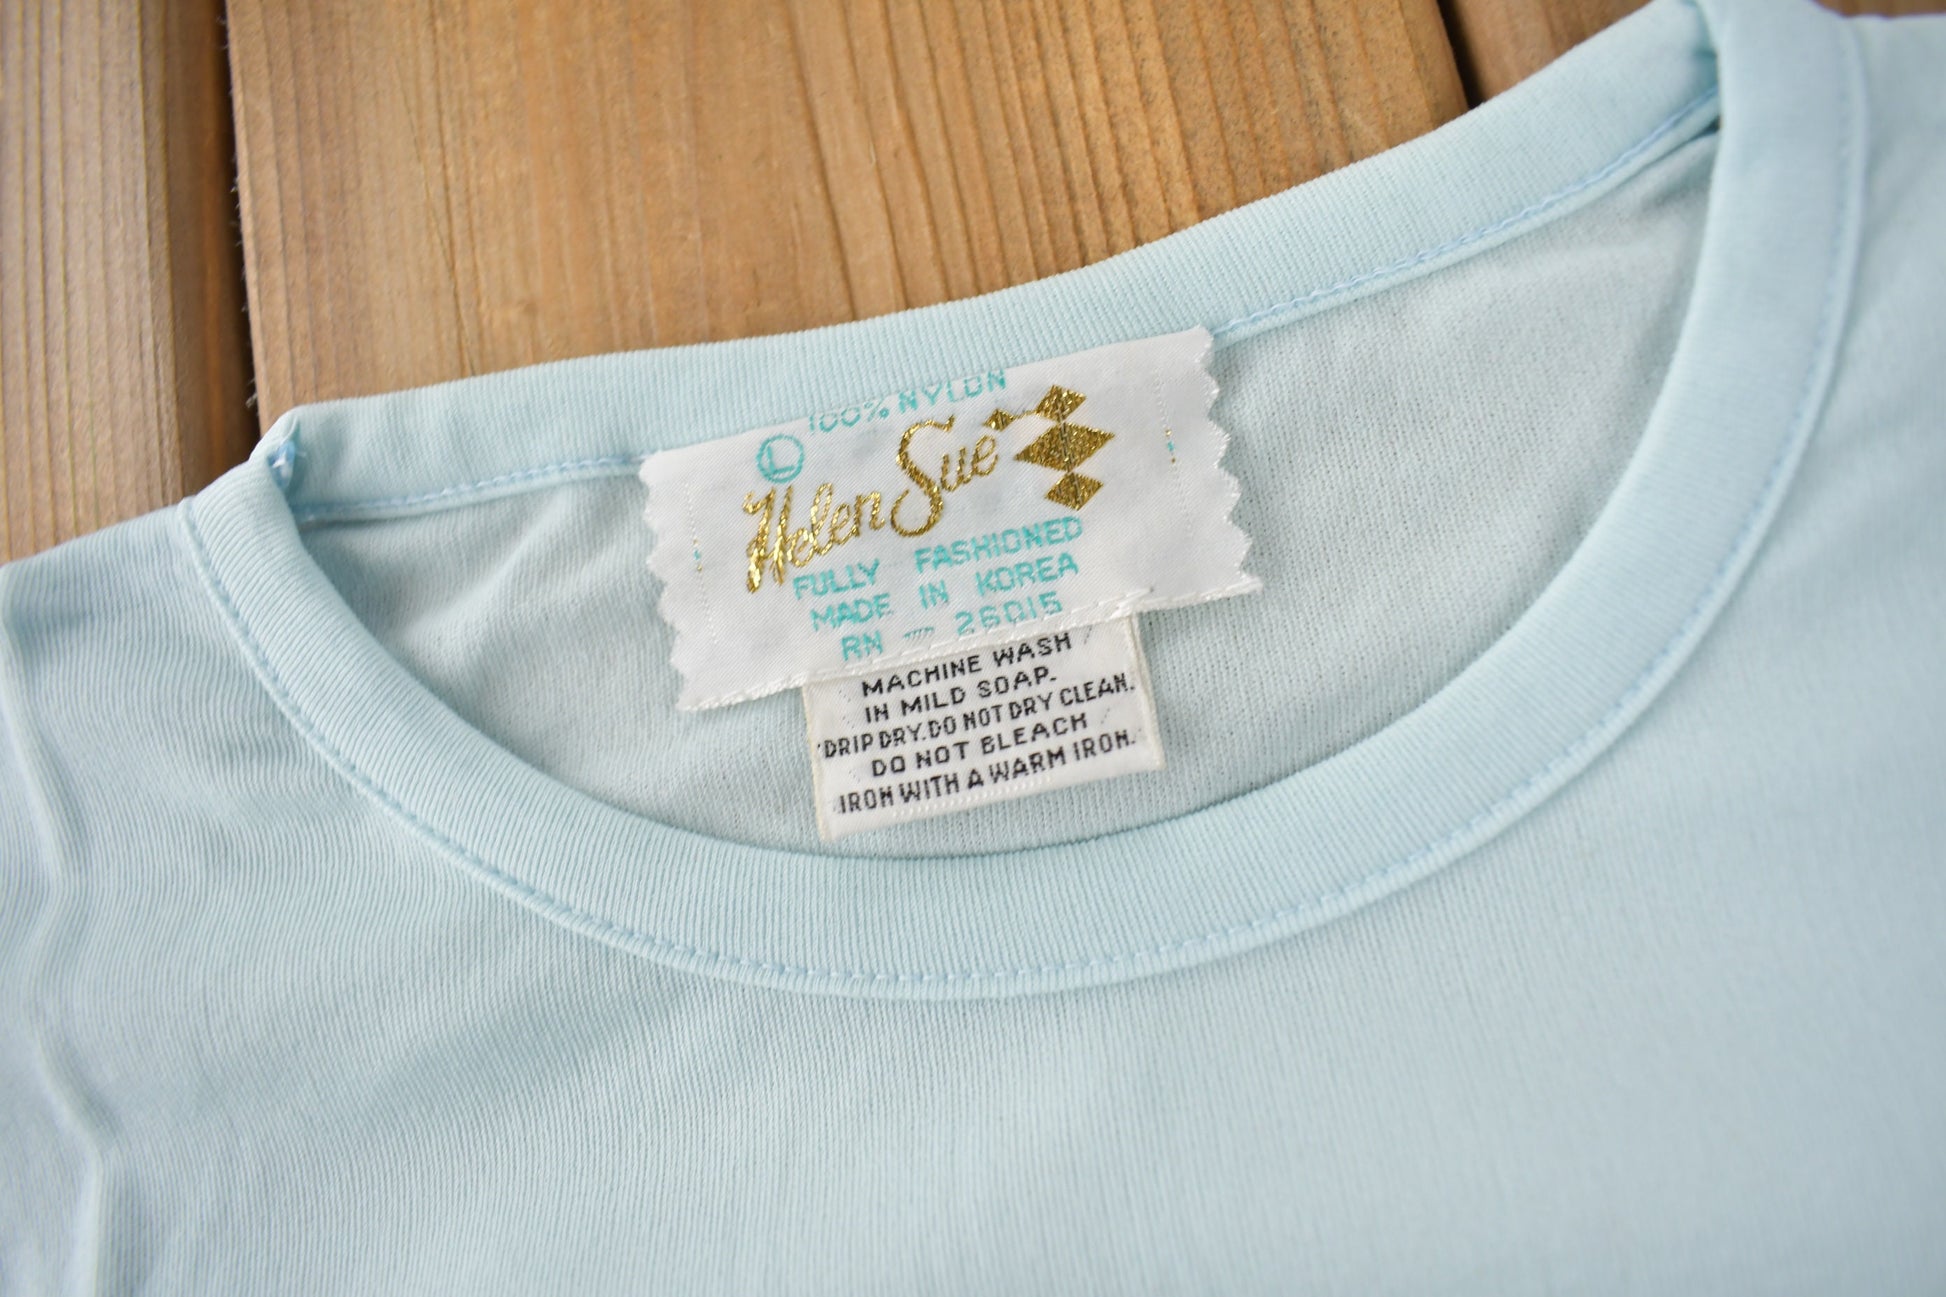 100% NYLON
L
Helen Sue
FULLY FASHIONED
MADE IN KOREA
RN — 26015
MACHINE WASH
IN MILD SOAP.
DRIP DRY. DO NOT DRY CLEAN.
DO NOT BLEACH
IRON WITH A WARM IRON.